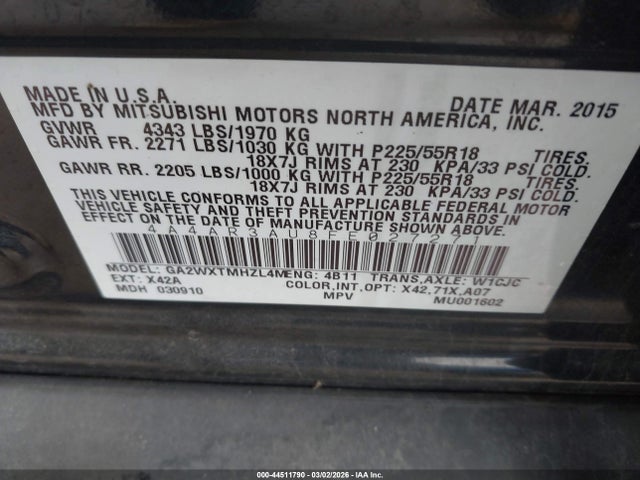 MADE IN U.S.A. DATE MAR. 2015
MFD BY MITSUBISHI MOTORS NORTH AMERICA, INC.
GVWR 4343 LBS/1970 KG
GAWR FR. 2271 LBS/1030 KG WITH P225/55R18 TIRES.
18X7J RIMS AT 230 KPA/33 PSI COLD.
GAWR RR. 2205 LBS/1000 KG WITH P225/55R18 TIRES.
18X7J RIMS AT 230 KPA/33 PSI COLD.
THIS VEHICLE CONFORMS TO ALL APPLICABLE FEDERAL MOTOR
VEHICLE SAFETY AND THEFT PREVENTION STANDARDS IN
EFFECT ON THE DATE OF MANUFACTURE SHOWN ABOVE.
4A4AR3AU8FE027271
MODEL: GA2WXTMHZL4M ENG: 4B11 TRANS,AXLE: W1CJC
EXT: X42A COLOR,INT,OPT: X42,71X,A07
MDH 030910 MPV MU001602
000-44511790 - 03/02/2026 - IAA Inc.